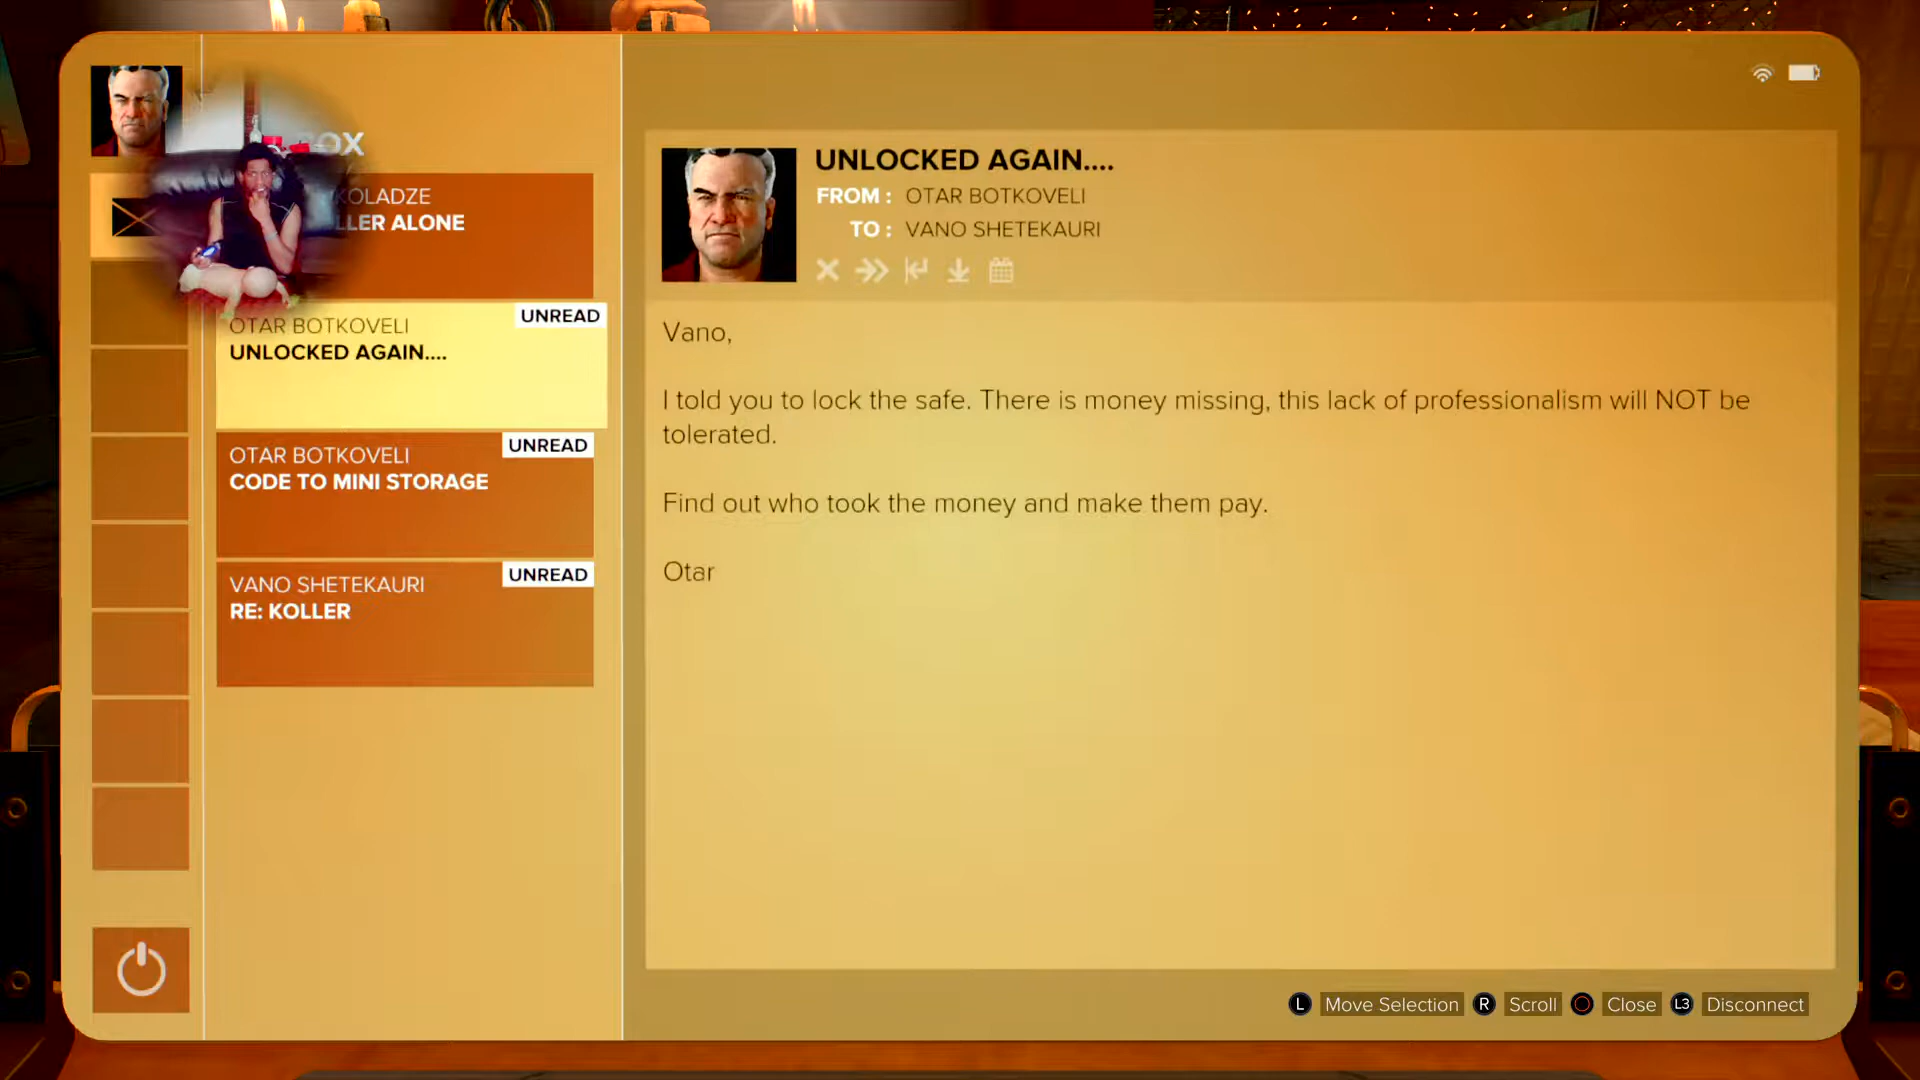 OX
KOLADZE
LLER ALONE
UNREAD
OTAR BOTKOVELI
UNLOCKED AGAIN....
UNREAD
OTAR BOTKOVELI
CODE TO MINI STORAGE
UNREAD
VANO SHETEKAURI
RE: KOLLER
UNLOCKED AGAIN....
FROM : OTAR BOTKOVELI
TO : VANO SHETEKAURI
Vano,
I told you to lock the safe. There is money missing, this lack of professionalism will NOT be
tolerated.
Find out who took the money and make them pay.
Otar
L Move Selection R Scroll Close L3 Disconnect